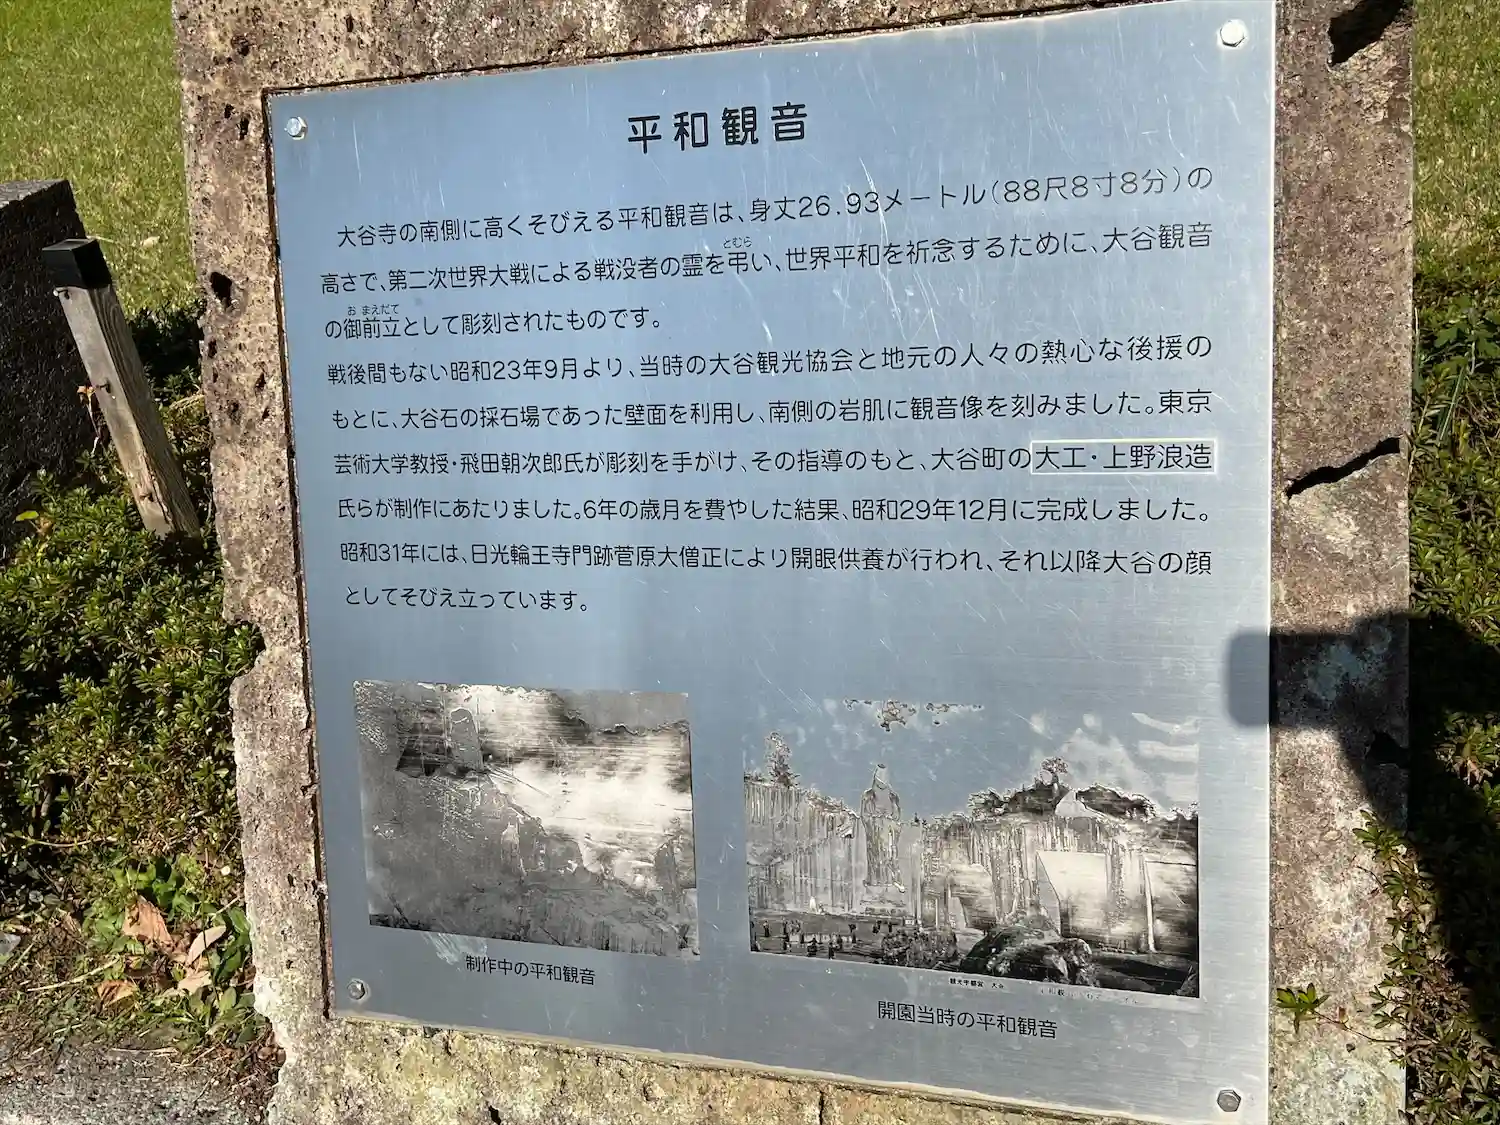 平和観音
大谷寺の南側に高くそびえる平和観音は、身丈26.93メートル(88尺8寸8分)の
とむら
高さで、第二次世界大戦による戦没者の霊を弔い、世界平和を祈念するために、大谷観音
お まえだて
の御前立として彫刻されたものです。
戦後間もない昭和23年9月より、当時の大谷観光協会と地元の人々の熱心な後援の
もとに、大谷石の採石場であった壁面を利用し、南側の岩肌に観音像を刻みました。東京
芸術大学教授・飛田朝次郎氏が彫刻を手がけ、その指導のもと、大谷町の大工・上野浪造
氏らが制作にあたりました。6年の歳月を費やした結果、昭和29年12月に完成しました。
昭和31年には、日光輪王寺門跡菅原大僧正により開眼供養が行われ、それ以降大谷の顔
としてそびえ立っています。
制作中の平和観音
開園当時の平和観音